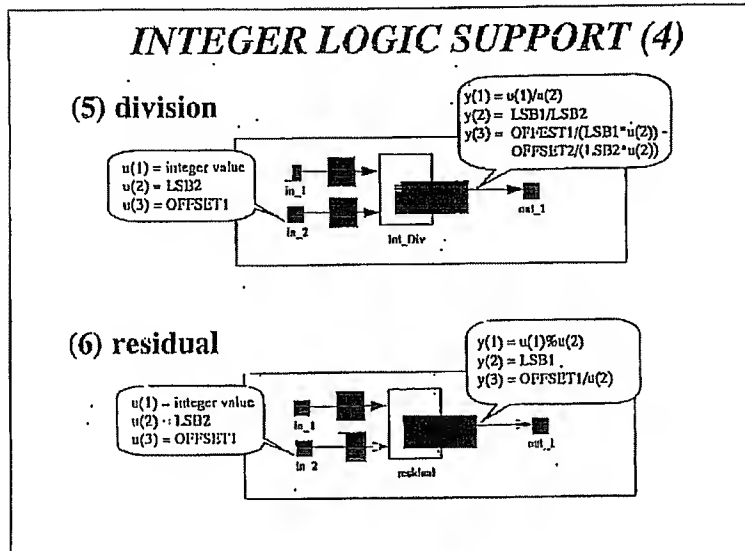 INTEGER LOGIC SUPPORT (4)
(5) division
y(1) = u(1)/u(2)
y(2) = LSB1/LSB2
y(3) = OFFEST1/(LSB1*u(2)) -
OFFSET2/(LSB2*u(2))
u(1) = integer value
u(2) = LSB2
u(3) = OFFSET1
in_1
in_2
Int_Div
out_1
(6) residual
y(1) = u(1)%u(2)
y(2) = LSB1
y(3) = OFFSET1/u(2)
u(1) = integer value
u(2) = LSB2
u(3) = OFFSET1
in_1
in_2
residual
out_1